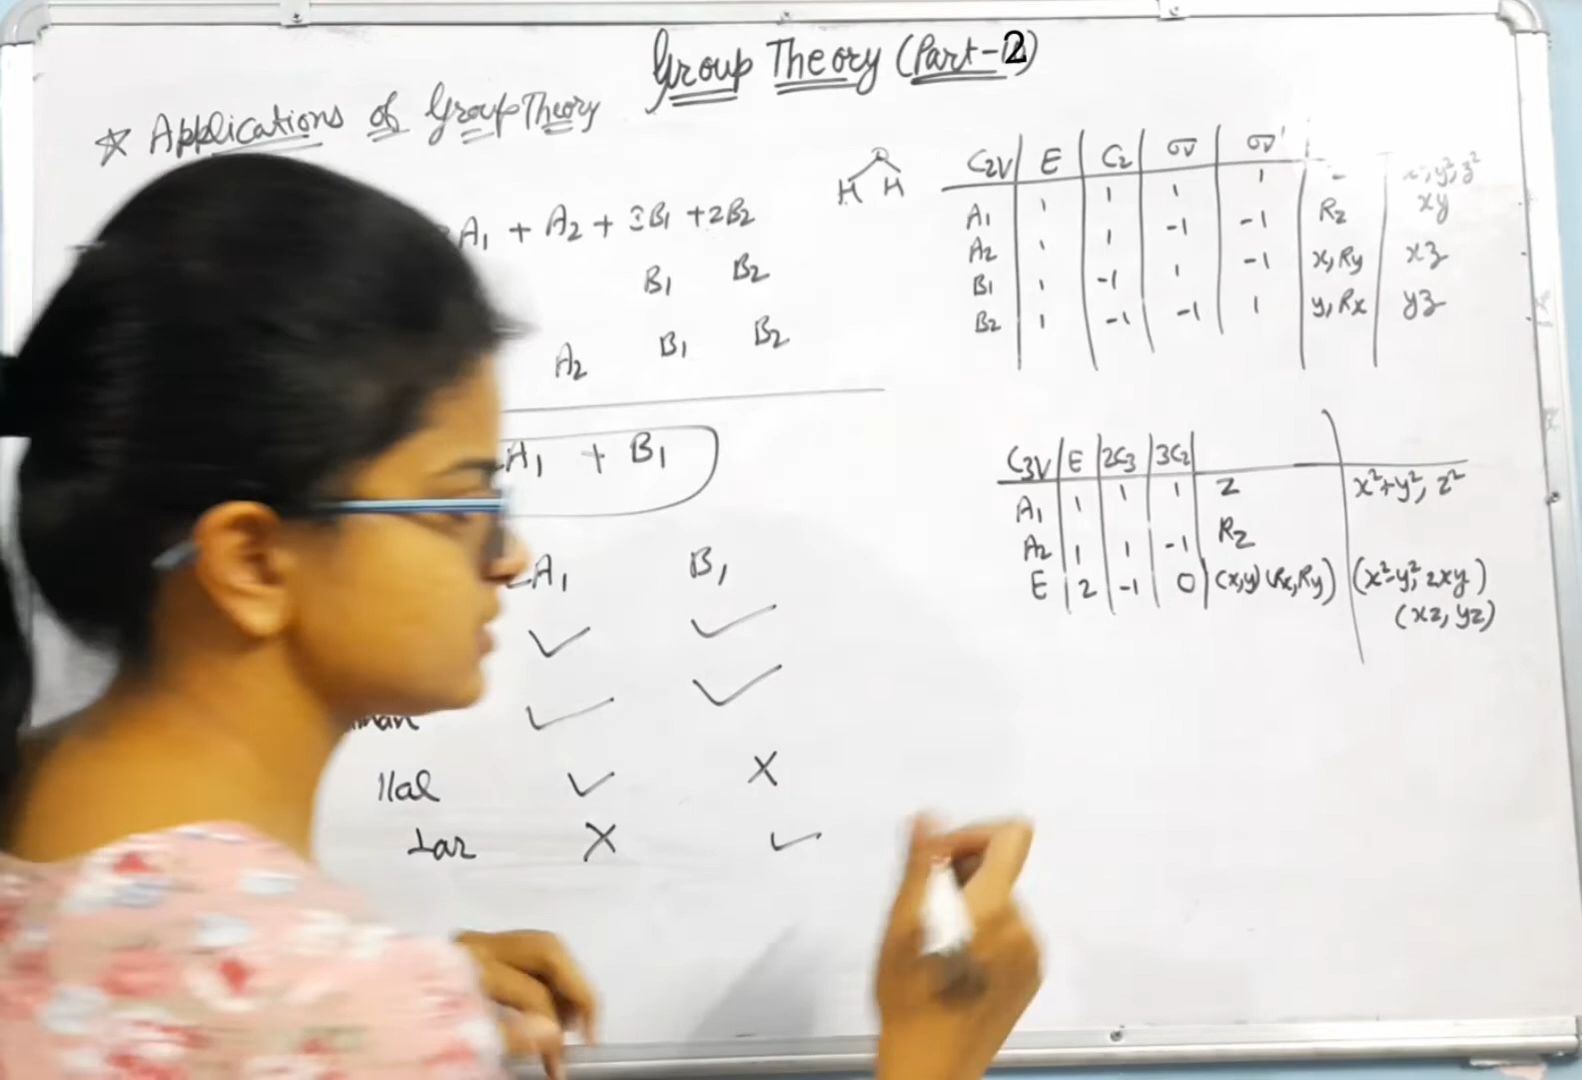 Group Theory (Part-2)
☆ Applications of Group Theory
A₁ + A₂ + 3B₁ + 2B₂
B₁ B₂
A₂ B₁ B₂
A₁ + B₁
A₁ B₁
✓ ✓
✓ ✓
llal ✓ X
Lar X ✓
H H
C₂V E C₂ σv σv'
A₁ 1 1 1 1 y², z²
A₂ 1 1 -1 -1 Rz xy
B₁ 1 -1 1 -1 x, Ry xz
B₂ 1 -1 -1 1 y, Rx yz
C₃V E 2C₃ 3C₂
A₁ 1 1 1 Z x²+y², z²
A₂ 1 1 -1 Rz
E 2 -1 0 (x,y) (Rx, Ry) (x²-y², 2xy)
(xz, yz)